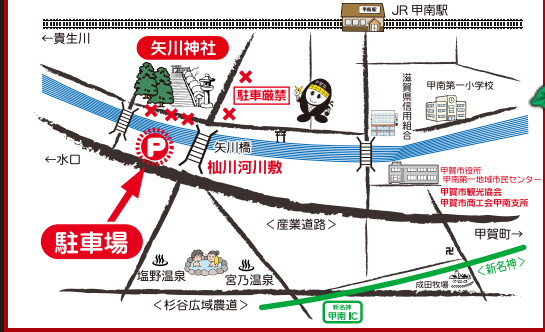 甲南駅
JR 甲南駅
←貴生川
矢川神社
駐車厳禁
滋賀県信用組合
甲南第一小学校
P
矢川橋
杣川河川敷
←水口
甲賀市役所
甲南第一地域市民センター
甲賀市観光協会
甲賀市商工会甲南支所
駐車場
＜産業道路＞
甲賀町→
卍
塩野温泉
宮乃温泉
成田牧場
＜新名神＞
＜杉谷広域農道＞
新名神
甲南 IC